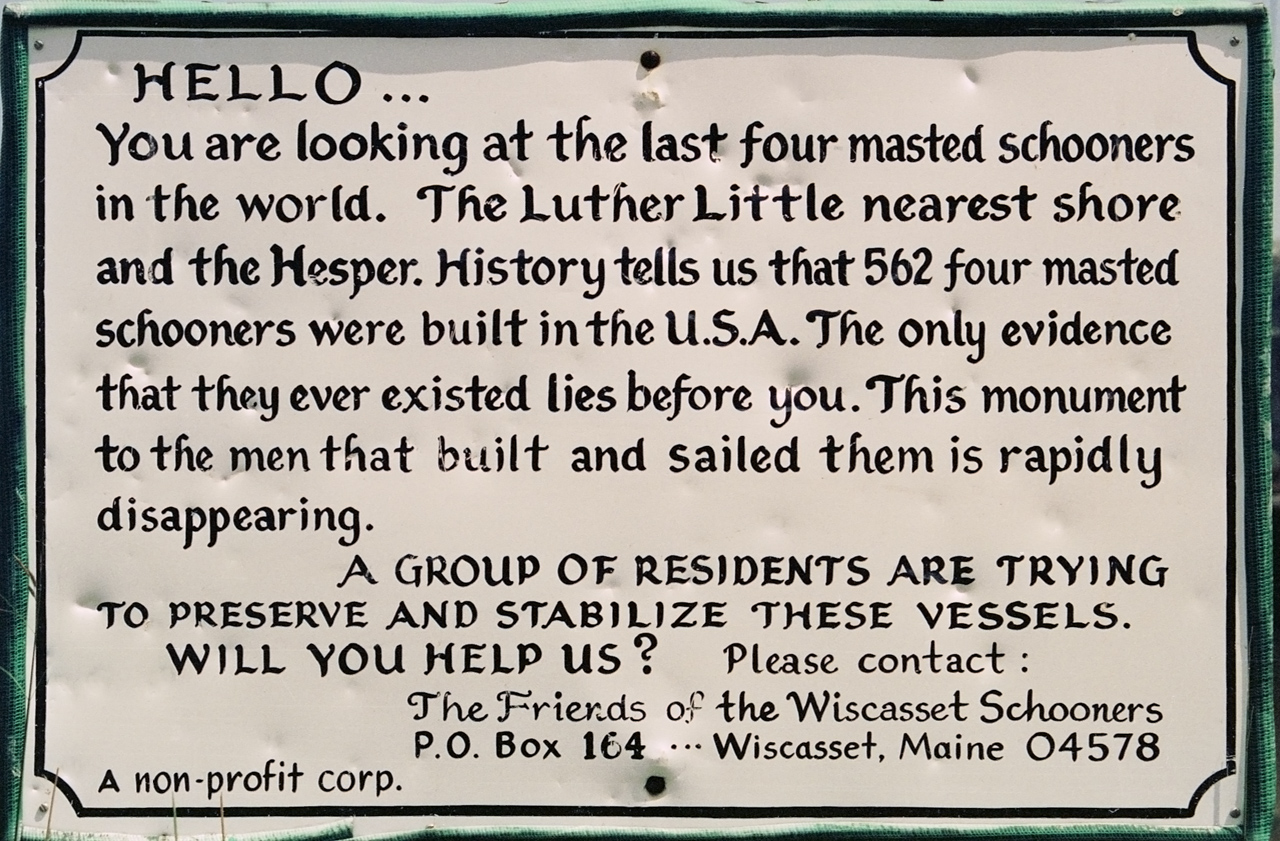 HELLO...
You are looking at the last four masted schooners
in the world. The Luther Little nearest shore
and the Hesper. History tells us that 562 four masted
schooners were built in the U.S.A. The only evidence
that they ever existed lies before you. This monument
to the men that built and sailed them is rapidly
disappearing.
A GROUP OF RESIDENTS ARE TRYING
TO PRESERVE AND STABILIZE THESE VESSELS.
WILL YOU HELP US? Please contact:
The Friends of the Wiscasset Schooners
P.O. Box 164 ... Wiscasset, Maine 04578
A non-profit corp.